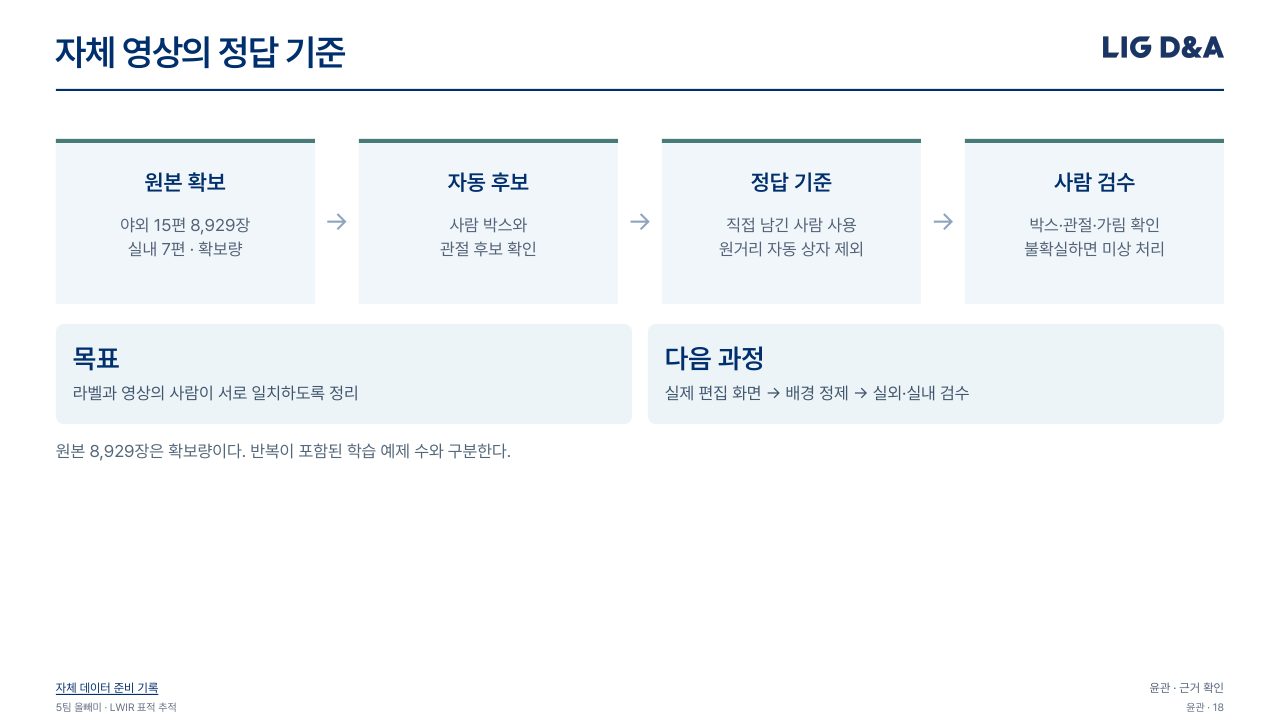 자체 영상의 정답 기준
LIG D&A
원본 확보
야외 15편 8,929장
실내 7편 · 확보량
→
자동 후보
사람 박스와
관절 후보 확인
→
정답 기준
직접 남긴 사람 사용
원거리 자동 상자 제외
→
사람 검수
박스·관절·가림 확인
불확실하면 미상 처리
목표
라벨과 영상의 사람이 서로 일치하도록 정리
다음 과정
실제 편집 화면 → 배경 정제 → 실외·실내 검수
원본 8,929장은 확보량이다. 반복이 포함된 학습 예제 수와 구분한다.
자체 데이터 준비 기록
5팀 올빼미 · LWIR 표적 추적
윤관 · 근거 확인
윤관 · 18